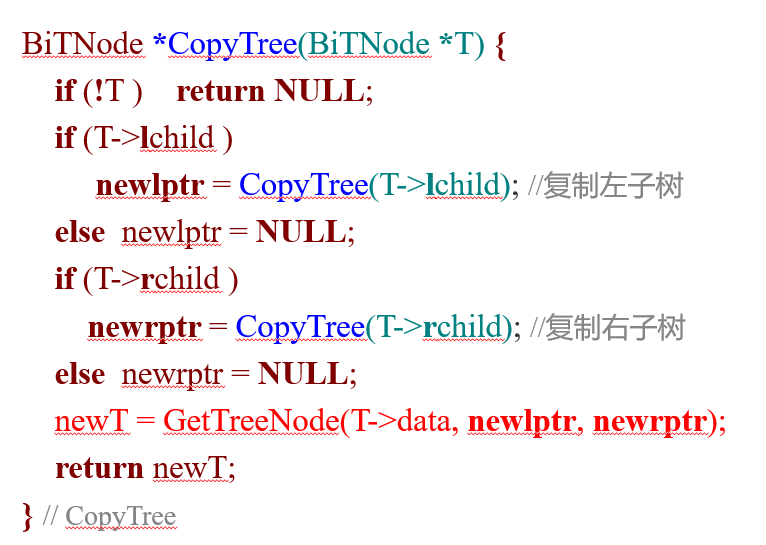 BiTNode *CopyTree(BiTNode *T) {
if (!T ) return NULL;
if (T->lchild )
newlptr = CopyTree(T->lchild); //复制左子树
else newlptr = NULL;
if (T->rchild )
newrptr = CopyTree(T->rchild); //复制右子树
else newrptr = NULL;
newT = GetTreeNode(T->data, newlptr, newrptr);
return newT;
} // CopyTree